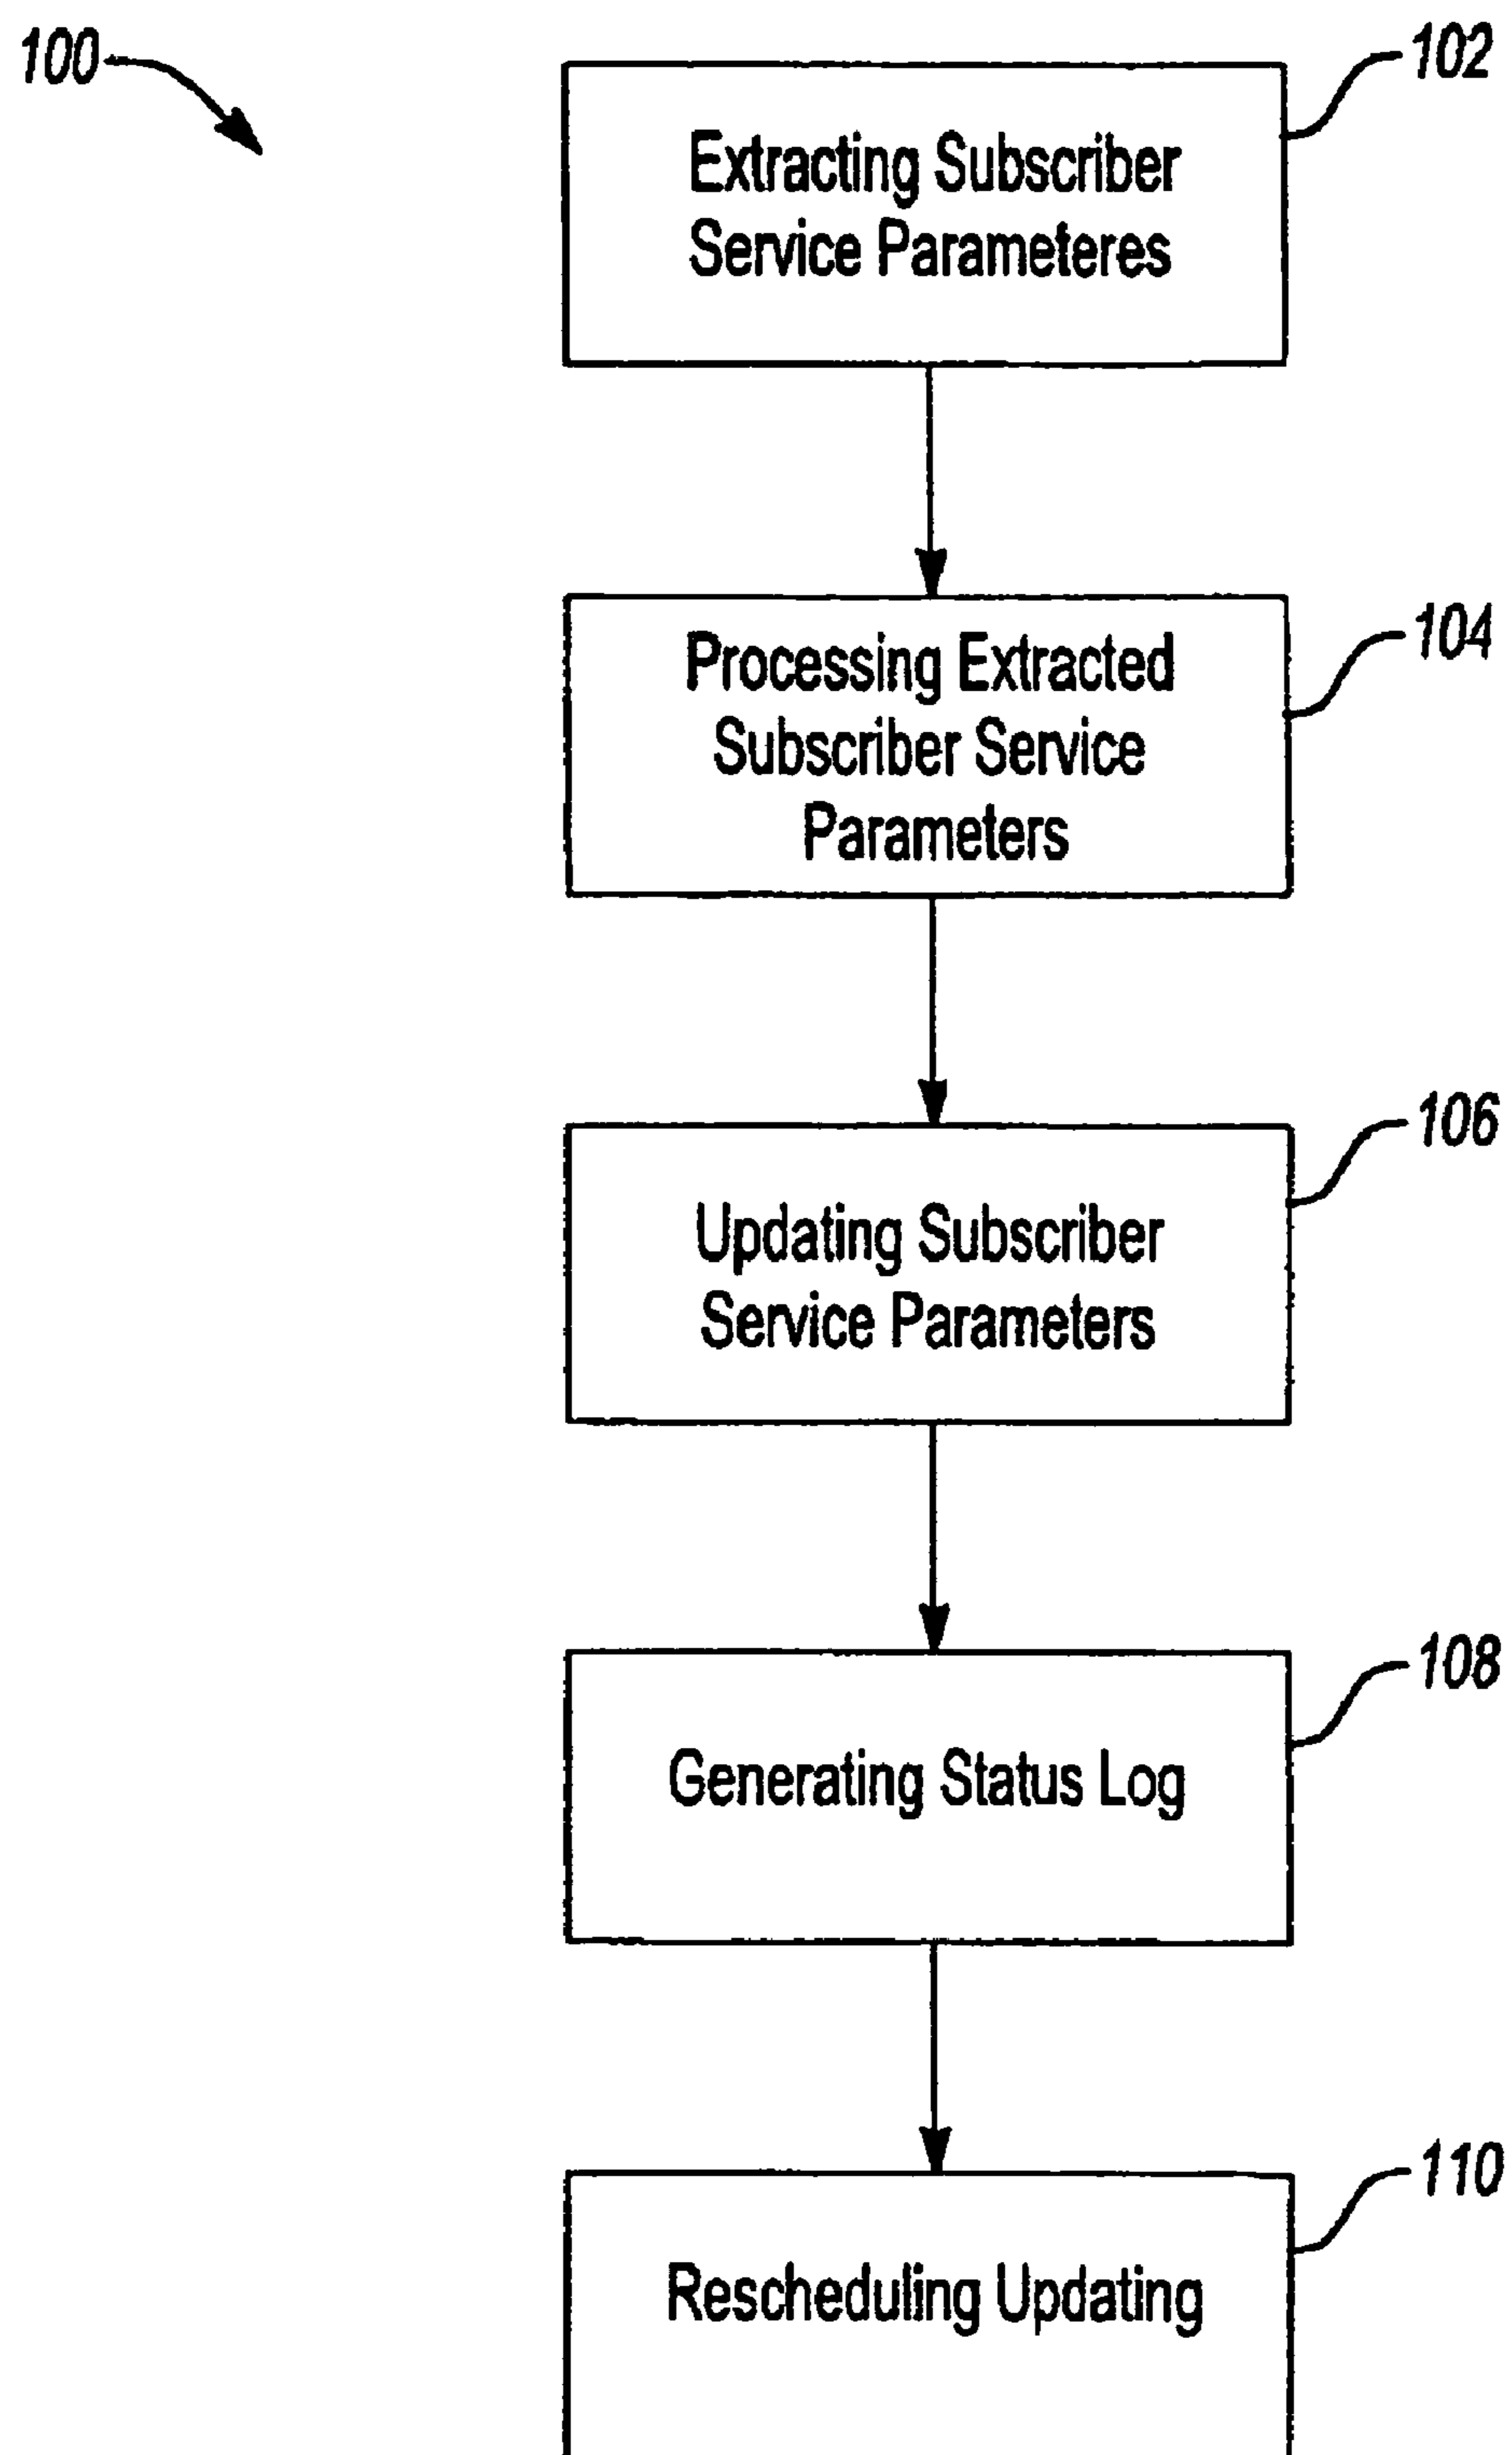 100
102
Extracting Subscriber
Service Parameteres
104
Processing Extracted
Subscriber Service
Parameters
106
Updating Subscriber
Service Parameters
108
Generating Status Log
110
Rescheduling Updating